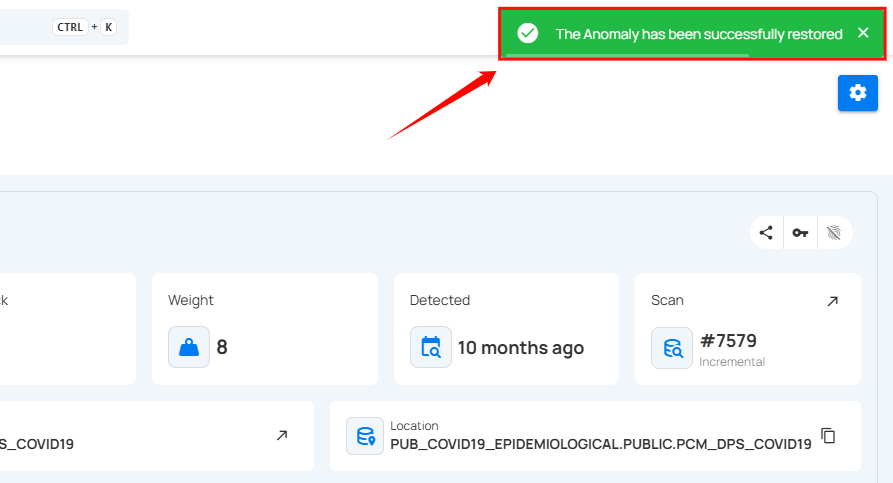 CTRL + K
The Anomaly has been successfully restored
Weight
8
Detected
10 months ago
Scan
#7579
Incremental
S_COVID19
Location
PUB_COVID19_EPIDEMIOLOGICAL.PUBLIC.PCM_DPS_COVID19